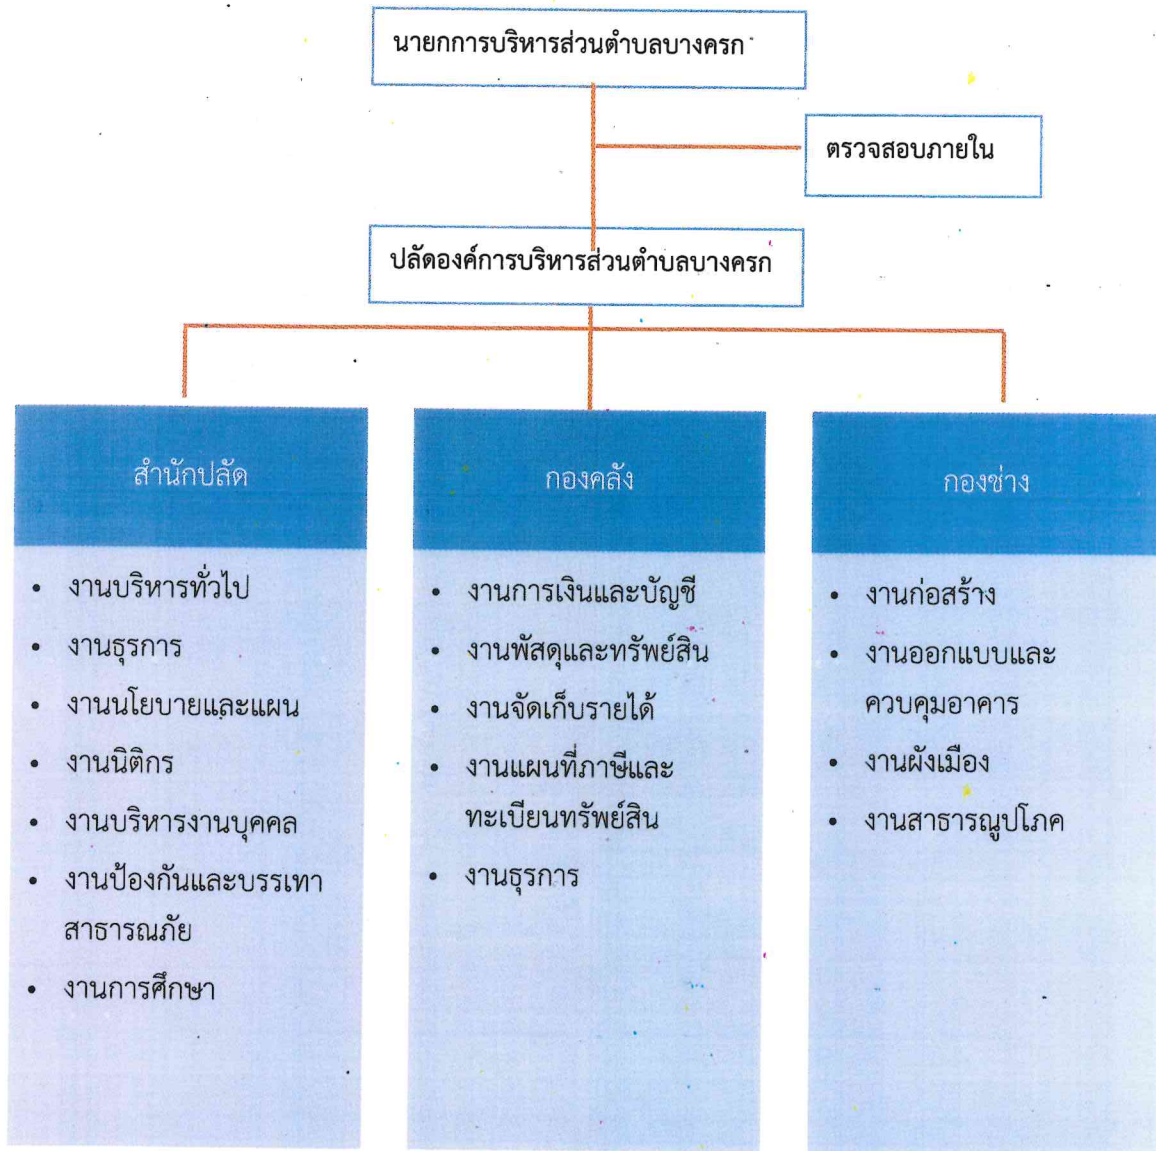 นายกการบริหารส่วนตำบลบางครก
ตรวจสอบภายใน
ปลัดองค์การบริหารส่วนตำบลบางครก
สำนักปลัด
• งานบริหารทั่วไป
• งานธุรการ
• งานนโยบายและแผน
• งานนิติกร
• งานบริหารงานบุคคล
• งานป้องกันและบรรเทา
สาธารณภัย
• งานการศึกษา
กองคลัง
• งานการเงินและบัญชี
• งานพัสดุและทรัพย์สิน
• งานจัดเก็บรายได้
• งานแผนที่ภาษีและ
ทะเบียนทรัพย์สิน
• งานธุรการ
กองช่าง
• งานก่อสร้าง
• งานออกแบบและ
ควบคุมอาคาร
• งานผังเมือง
• งานสาธารณูปโภค